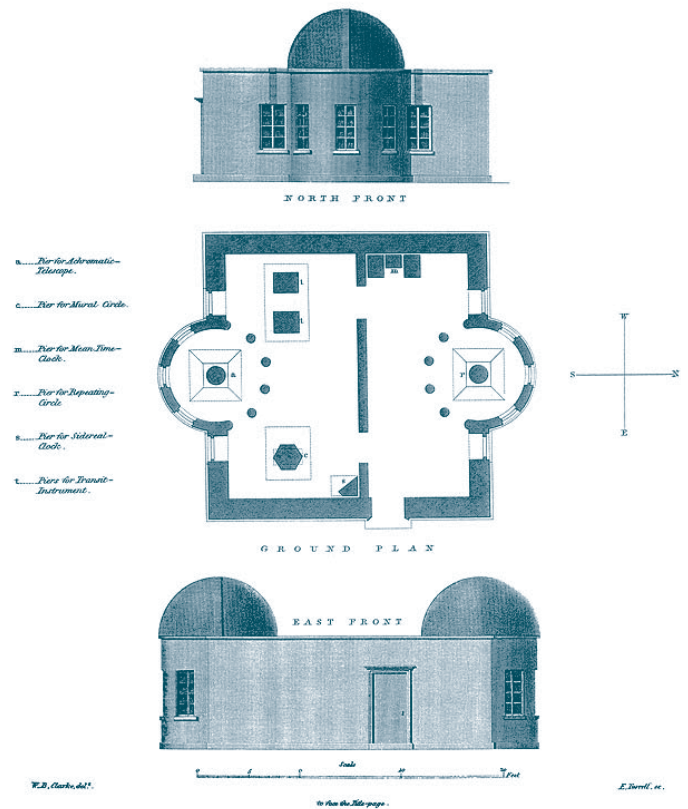 NORTH FRONT
a......Pier for Achromatic-
Telescope.
c......Pier for Mural Circle.
m......Pier for Mean Time-
Clock.
r......Pier for Repeating-
Circle
s......Pier for Sidereal-
Clock.
t......Piers for Transit-
Instrument.
t
m
t
a
r
c
s
W
S
N
E
GROUND PLAN
EAST FRONT
Scale
Feet
W.B. Clarke, del.t
E. Turrell, sc.
to face the Title-page.